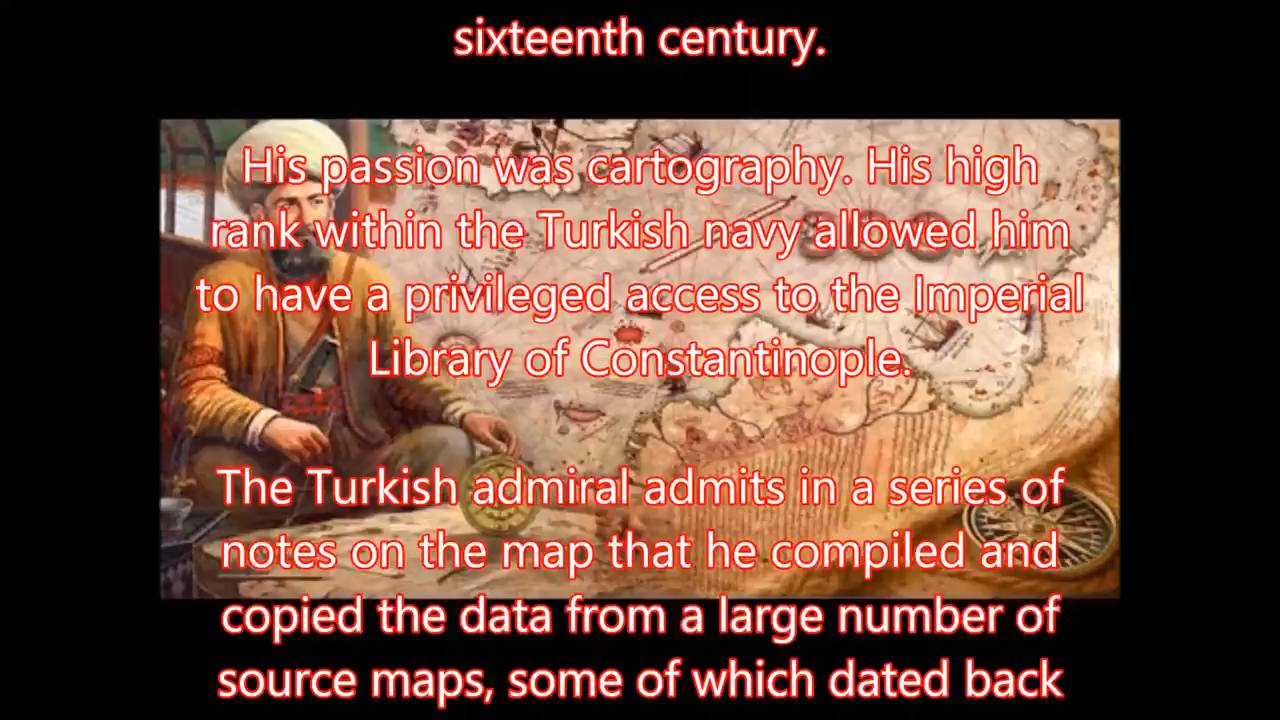 sixteenth century.
His passion was cartography. His high
rank within the Turkish navy allowed him
to have a privileged access to the Imperial
Library of Constantinople.
The Turkish admiral admits in a series of
notes on the map that he compiled and
copied the data from a large number of
source maps, some of which dated back